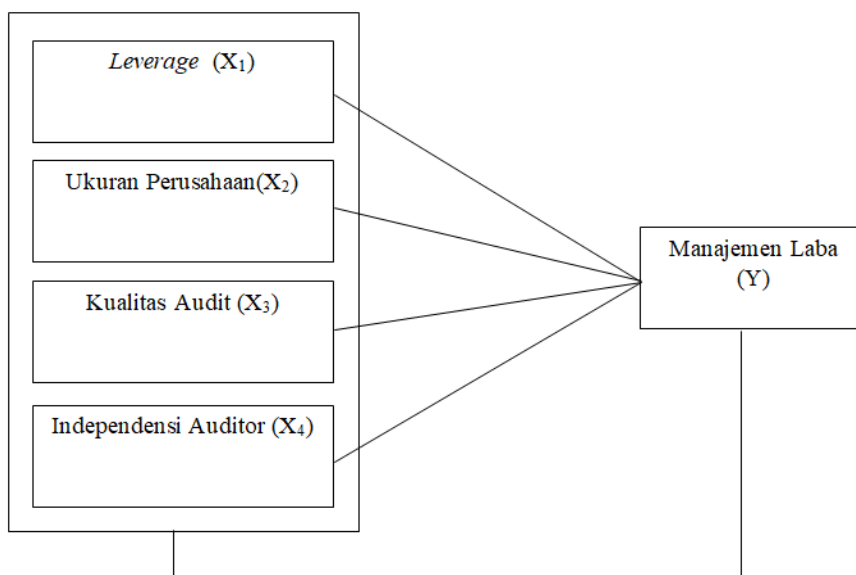 Leverage (X₁)
Ukuran Perusahaan(X₂)
Kualitas Audit (X₃)
Independensi Auditor (X₄)
Manajemen Laba
(Y)